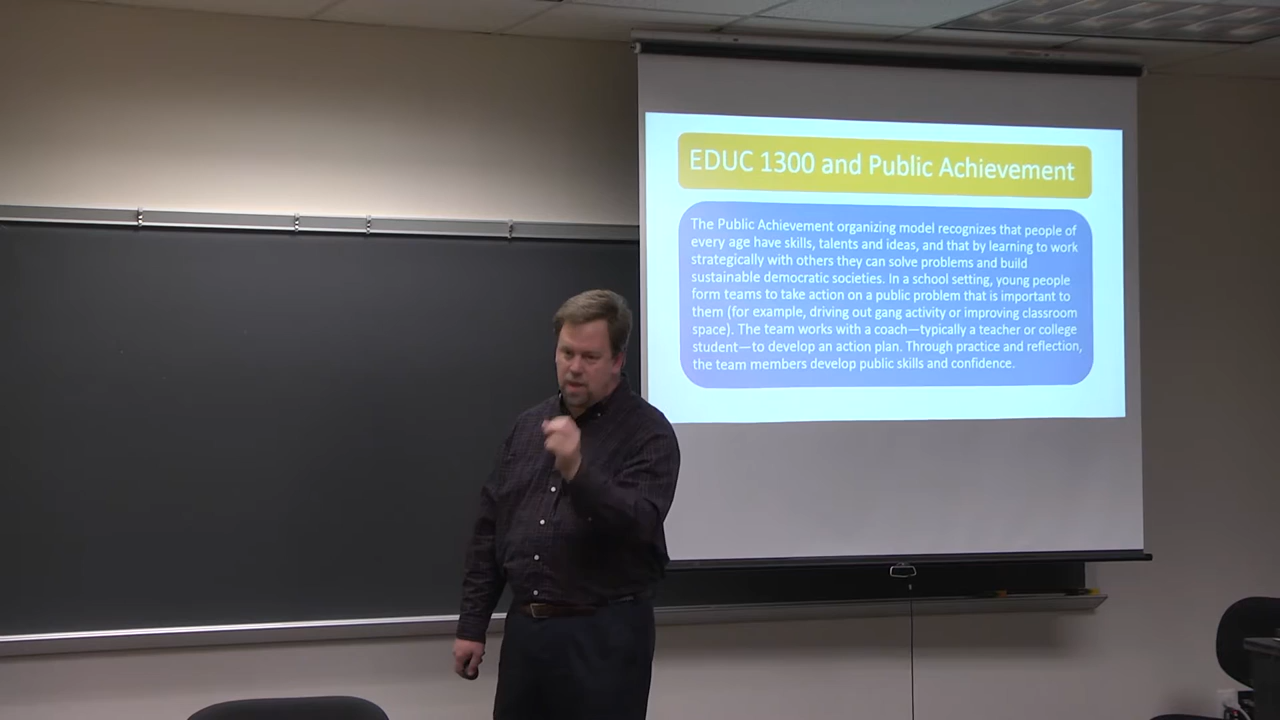 EDUC 1300 and Public Achievement
The Public Achievement organizing model recognizes that people of
every age have skills, talents and ideas, and that by learning to work
strategically with others they can solve problems and build
sustainable democratic societies. In a school setting, young people
form teams to take action on a public problem that is important to
them (for example, driving out gang activity or improving classroom
space). The team works with a coach—typically a teacher or college
student—to develop an action plan. Through practice and reflection,
the team members develop public skills and confidence.